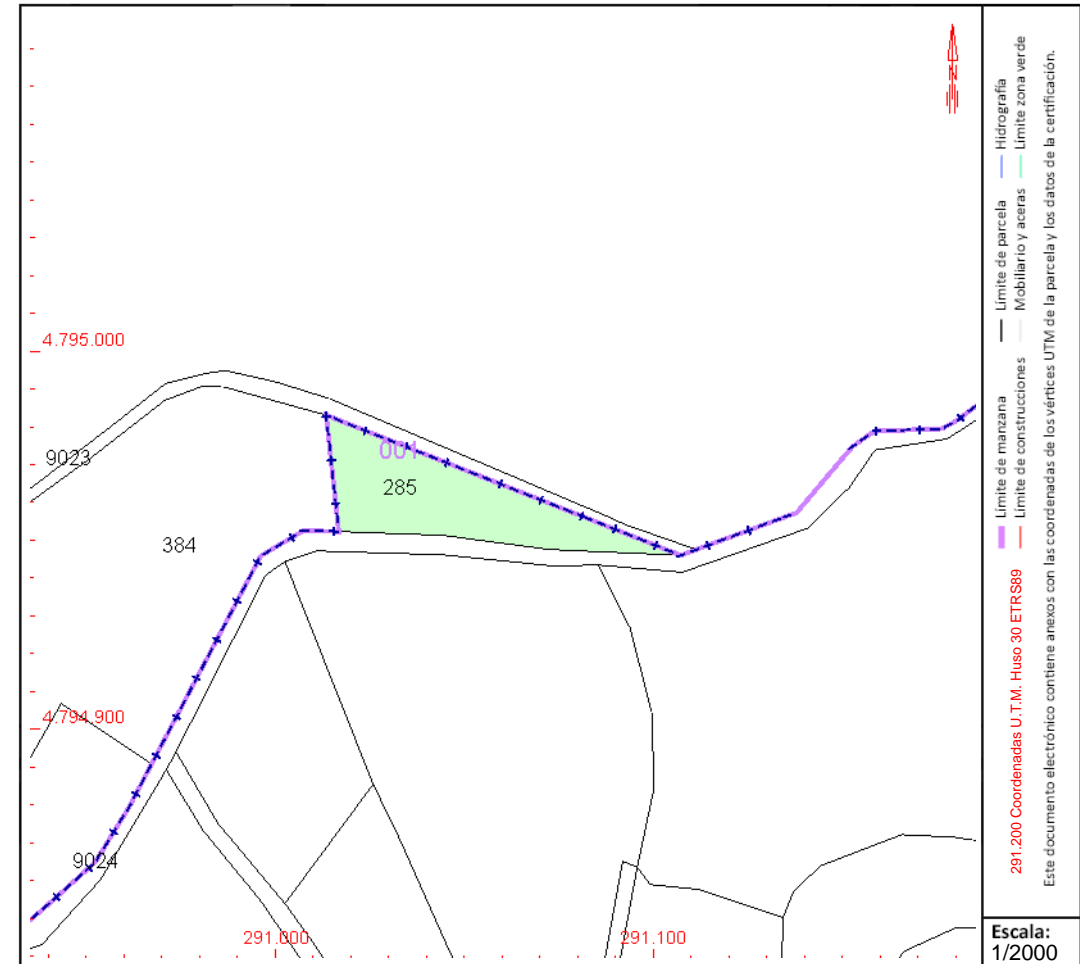 N
4.795.000
001
9023
285
384
4.794.900
9024
291.000
291.100
Límite de manzana
Límite de parcela
Hidrografía
Límite de construcciones
Mobiliario y aceras
Límite zona verde
291.200 Coordenadas U.T.M. Huso 30 ETRS89
Este documento electrónico contiene anexos con las coordenadas de los vértices UTM de la parcela y los datos de la certificación.
Escala:
1/2000